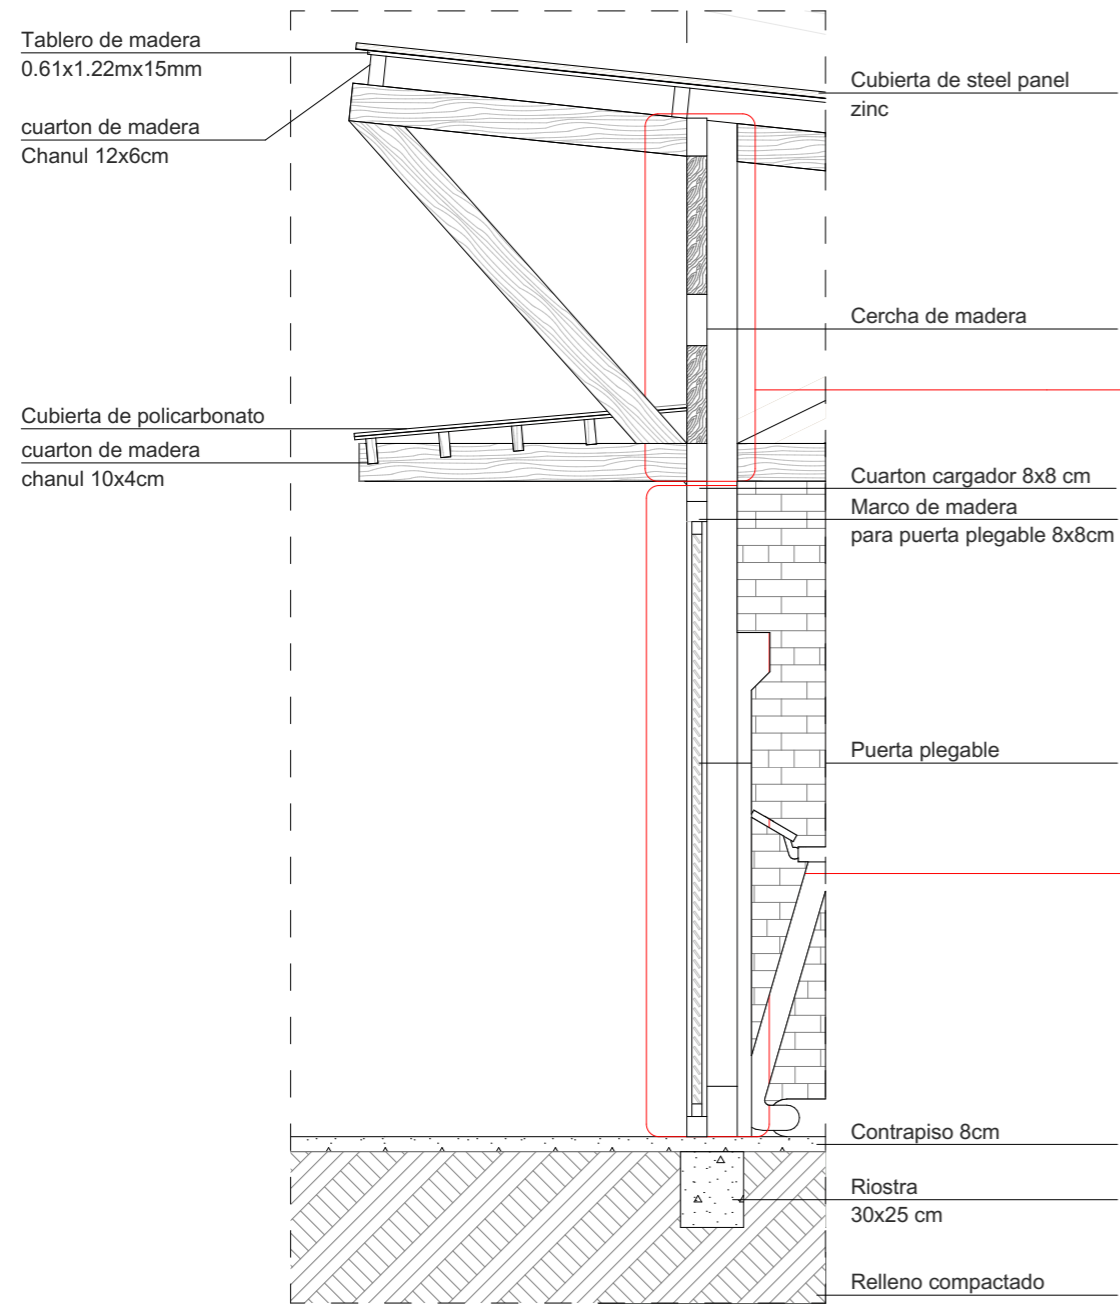 Tablero de madera
0.61x1.22mx15mm
cuarton de madera
Chanul 12x6cm
Cubierta de policarbonato
cuarton de madera
chanul 10x4cm
Cubierta de steel panel
zinc
Cercha de madera
Cuarton cargador 8x8 cm
Marco de madera
para puerta plegable 8x8cm
Puerta plegable
Contrapiso 8cm
Riostra
30x25 cm
Relleno compactado